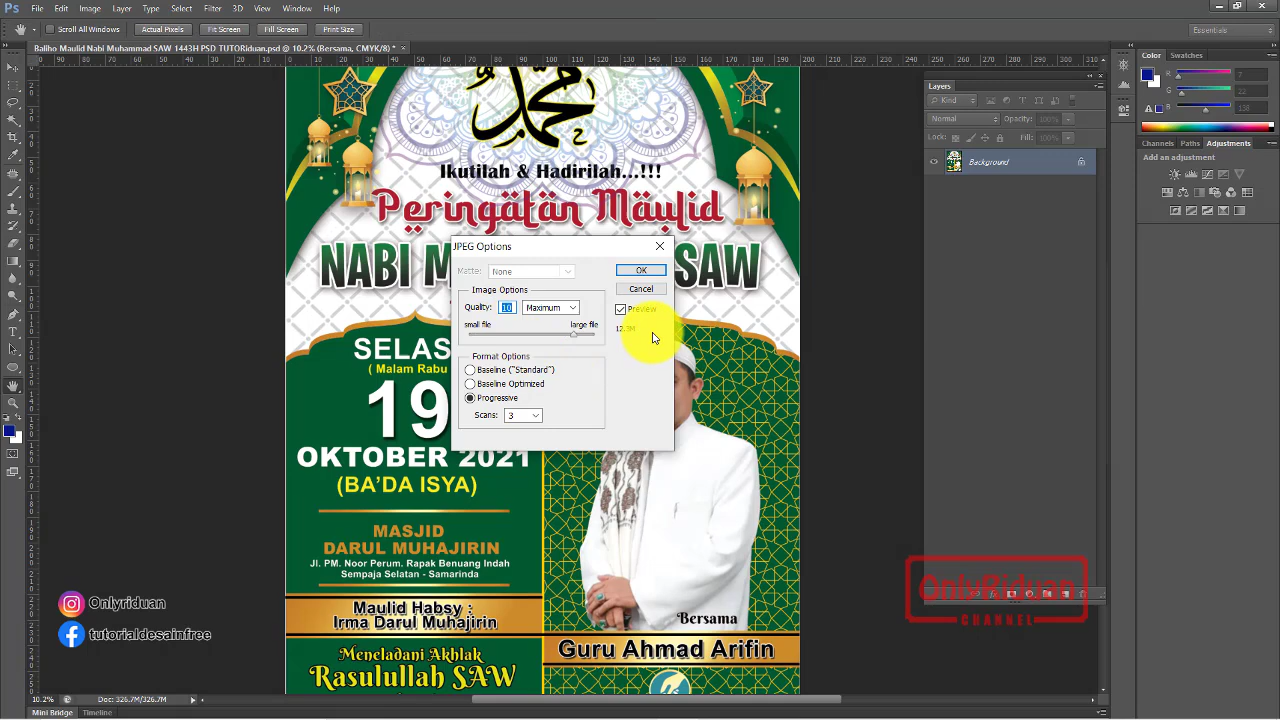 Ps File Edit Image Layer Type Select Filter 3D View Window Help
Scroll All Windows Actual Pixels Fit Screen Fill Screen Print Size Essentials
Baliho Maulid Nabi Muhammad SAW 1443H PSD TUTORiduan.psd @ 10.2% (Bersama, CMYK/8) *
Color Swatches
R 7
G 22
B 158
Layers
Kind
Normal Opacity: 100%
Lock: Fill: 100%
Background
Channels Paths Adjustments
Add an adjustment
محمد
Ikutilah & Hadirilah...!!!
Peringatan Maulid
NABI M SAW
JPEG Options
Matte: None
OK
Cancel
Image Options
Quality: 10 Maximum
Preview
small file large file
12.3M
Format Options
Baseline ("Standard")
Baseline Optimized
Progressive
Scans: 3
SELAS
( Malam Rabu
19
OKTOBER 2021
(BA'DA ISYA)
MASJID
DARUL MUHAJIRIN
Jl. PM. Noor Perum. Rapak Benuang Indah
Sempaja Selatan - Samarinda
Maulid Habsy :
Irma Darul Muhajirin
Meneladani Akhlak
Rasulullah SAW
Bersama
Guru Ahmad Arifin
Onlyriduan
tutorialdesainfree
OnlyRiduan
CHANNEL
10.2% Doc: 326.7M/326.7M
Mini Bridge Timeline